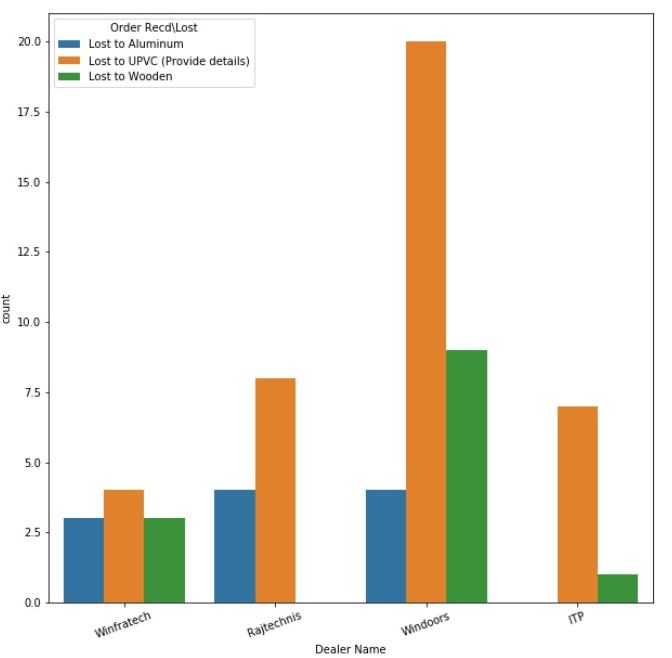 Order Recd\Lost
Lost to Aluminum
Lost to UPVC (Provide details)
Lost to Wooden
20.0
17.5
15.0
12.5
10.0
7.5
5.0
2.5
0.0
count
Winfratech
Rajtechnis
Windoors
ITP
Dealer Name